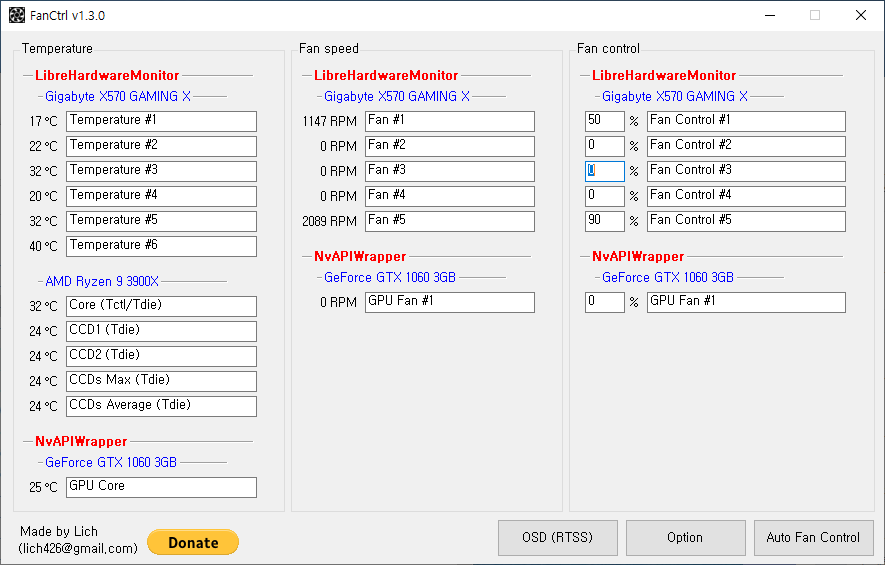 FanCtrl v1.3.0
Temperature
LibreHardwareMonitor
Gigabyte X570 GAMING X
17 ℃ Temperature #1
22 ℃ Temperature #2
32 ℃ Temperature #3
20 ℃ Temperature #4
32 ℃ Temperature #5
40 ℃ Temperature #6
AMD Ryzen 9 3900X
32 ℃ Core (Tctl/Tdie)
24 ℃ CCD1 (Tdie)
24 ℃ CCD2 (Tdie)
24 ℃ CCDs Max (Tdie)
24 ℃ CCDs Average (Tdie)
NvAPIWrapper
GeForce GTX 1060 3GB
25 ℃ GPU Core
Fan speed
LibreHardwareMonitor
Gigabyte X570 GAMING X
1147 RPM Fan #1
0 RPM Fan #2
0 RPM Fan #3
0 RPM Fan #4
2089 RPM Fan #5
NvAPIWrapper
GeForce GTX 1060 3GB
0 RPM GPU Fan #1
Fan control
LibreHardwareMonitor
Gigabyte X570 GAMING X
50 % Fan Control #1
0 % Fan Control #2
0 % Fan Control #3
0 % Fan Control #4
90 % Fan Control #5
NvAPIWrapper
GeForce GTX 1060 3GB
0 % GPU Fan #1
Made by Lich
(lich426@gmail.com)
Donate
OSD (RTSS)
Option
Auto Fan Control